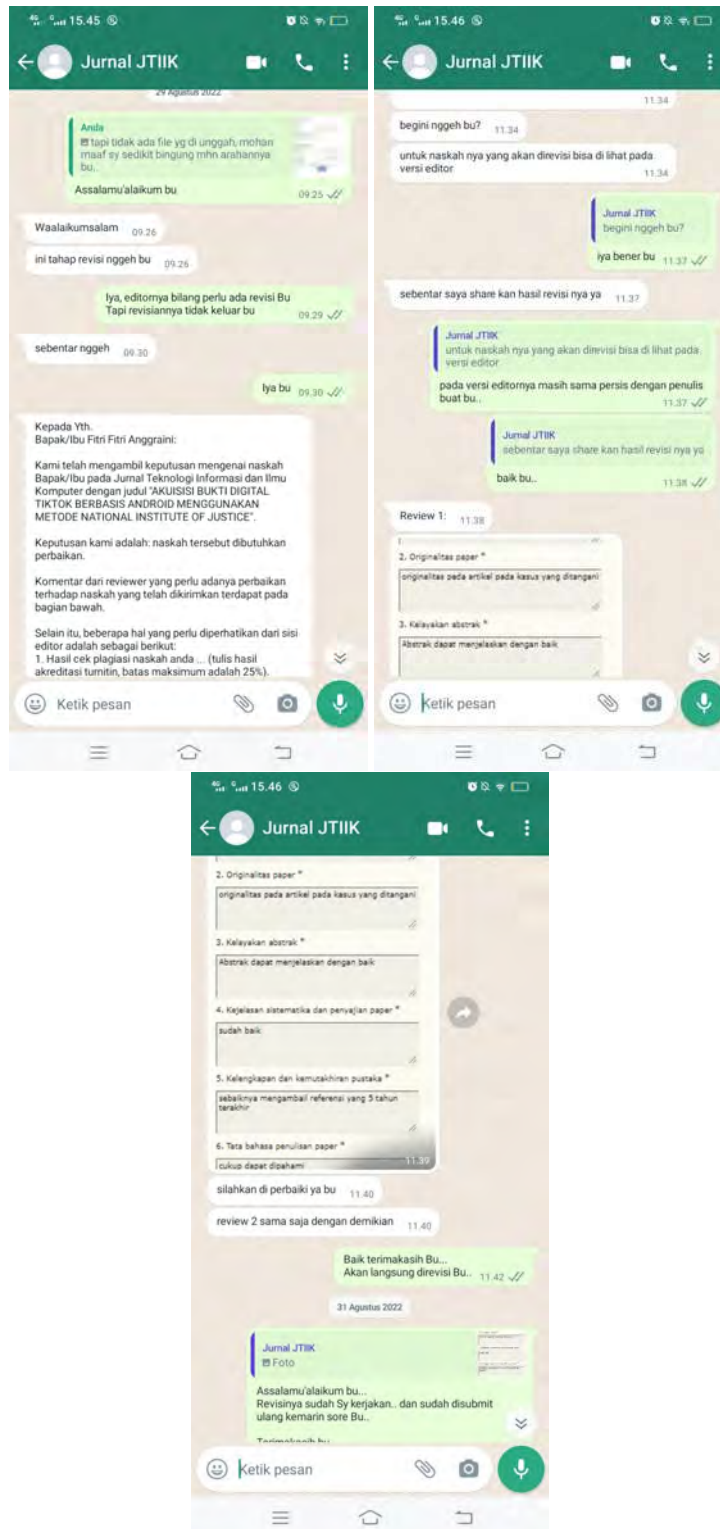 15.45
Jurnal JTIIK
29 Agustus 2022
Anda
tapi tidak ada file yg di unggah, mohan
maaf sy sedikit bingung mhn arahannya
bu..
Assalamu'alaikum bu
09.25
Waalaikumsalam 09.26
ini tahap revisi nggeh bu 09.26
Iya, editornya bilang perlu ada revisi Bu
Tapi revisiannya tidak keluar bu
09.29
sebentar nggeh 09.30
Iya bu 09.30
Kepada Yth.
Bapak/Ibu Fitri Fitri Anggraini:
Kami telah mengambil keputusan mengenai naskah
Bapak/Ibu pada Jurnal Teknologi Informasi dan Ilmu
Komputer dengan judul "AKUISISI BUKTI DIGITAL
TIKTOK BERBASIS ANDROID MENGGUNAKAN
METODE NATIONAL INSTITUTE OF JUSTICE".
Keputusan kami adalah: naskah tersebut dibutuhkan
perbaikan.
Komentar dari reviewer yang perlu adanya perbaikan
terhadap naskah yang telah dikirimkan terdapat pada
bagian bawah.
Selain itu, beberapa hal yang perlu diperhatikan dari sisi
editor adalah sebagai berikut:
1. Hasil cek plagiasi naskah anda ... (tulis hasil
akreditasi turnitin, batas maksimum adalah 25%).
Ketik pesan
15.46
Jurnal JTIIK
11.34
begini nggeh bu? 11.34
untuk naskah nya yang akan direvisi bisa di lihat pada
versi editor
11.34
Jurnal JTIIK
begini nggeh bu?
iya bener bu 11.37
sebentar saya share kan hasil revisi nya ya 11.37
Jurnal JTIIK
untuk naskah nya yang akan direvisi bisa di lihat pada
versi editor
pada versi editornya masih sama persis dengan penulis
buat bu..
11.37
Jurnal JTIIK
sebentar saya share kan hasil revisi nya ya
baik bu.. 11.38
Review 1: 11.38
2. Originalitas paper *
originalitas pada artikel pada kasus yang ditangani
3. Kelayakan abstrak *
Abstrak dapat menjelaskan dengan baik
Ketik pesan
15.46
Jurnal JTIIK
2. Originalitas paper *
originalitas pada artikel pada kasus yang ditangani
3. Kelayakan abstrak *
Abstrak dapat menjelaskan dengan baik
4. Kejelasan sistematika dan penyajian paper *
sudah baik
5. Kelengkapan dan kemutakhiran pustaka *
sebaiknya mengambail referensi yang 5 tahun
tarakhir
6. Tata bahasa penulisan paper *
cukup dapat dipahami
11.39
silahkan di perbaiki ya bu 11.40
review 2 sama saja dengan demikian 11.40
Baik terimakasih Bu...
Akan langsung direvisi Bu.. 11.42
31 Agustus 2022
Jurnal JTIIK
Foto
Assalamu'alaikum bu...
Revisinya sudah Sy kerjakan.. dan sudah disubmit
ulang kemarin sore Bu..
Terimakasih bu
Ketik pesan